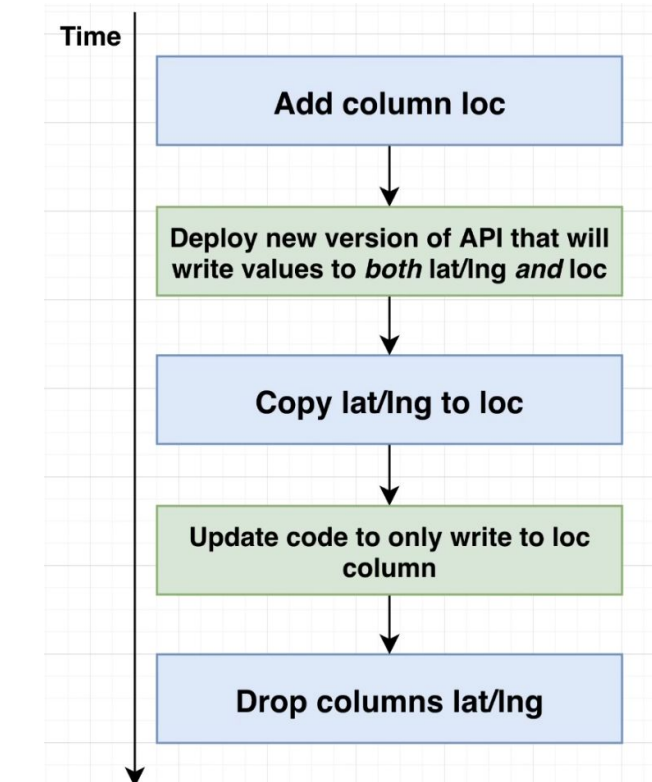 Time
Add column loc
Deploy new version of API that will
write values to both lat/lng and loc
Copy lat/lng to loc
Update code to only write to loc
column
Drop columns lat/lng